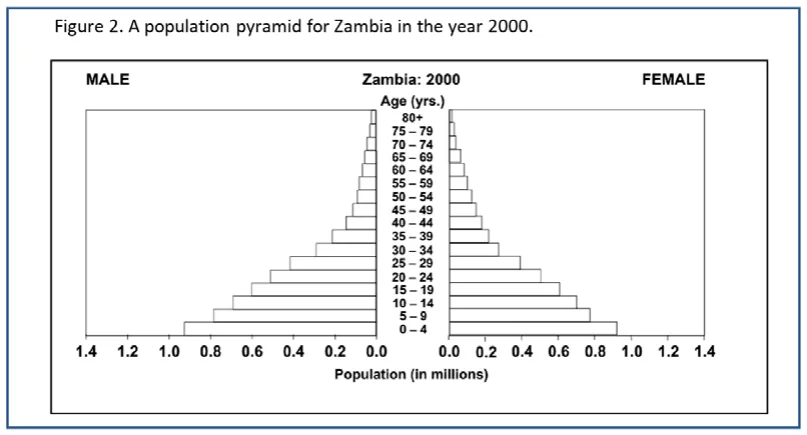 Figure 2. A population pyramid for Zambia in the year 2000.
MALE Zambia: 2000 FEMALE
Age (yrs.)
80+
75 – 79
70 – 74
65 – 69
60 – 64
55 – 59
50 – 54
45 – 49
40 – 44
35 – 39
30 – 34
25 – 29
20 – 24
15 – 19
10 – 14
5 – 9
0 – 4
1.4 1.2 1.0 0.8 0.6 0.4 0.2 0.0 0.0 0.2 0.4 0.6 0.8 1.0 1.2 1.4
Population (in millions)